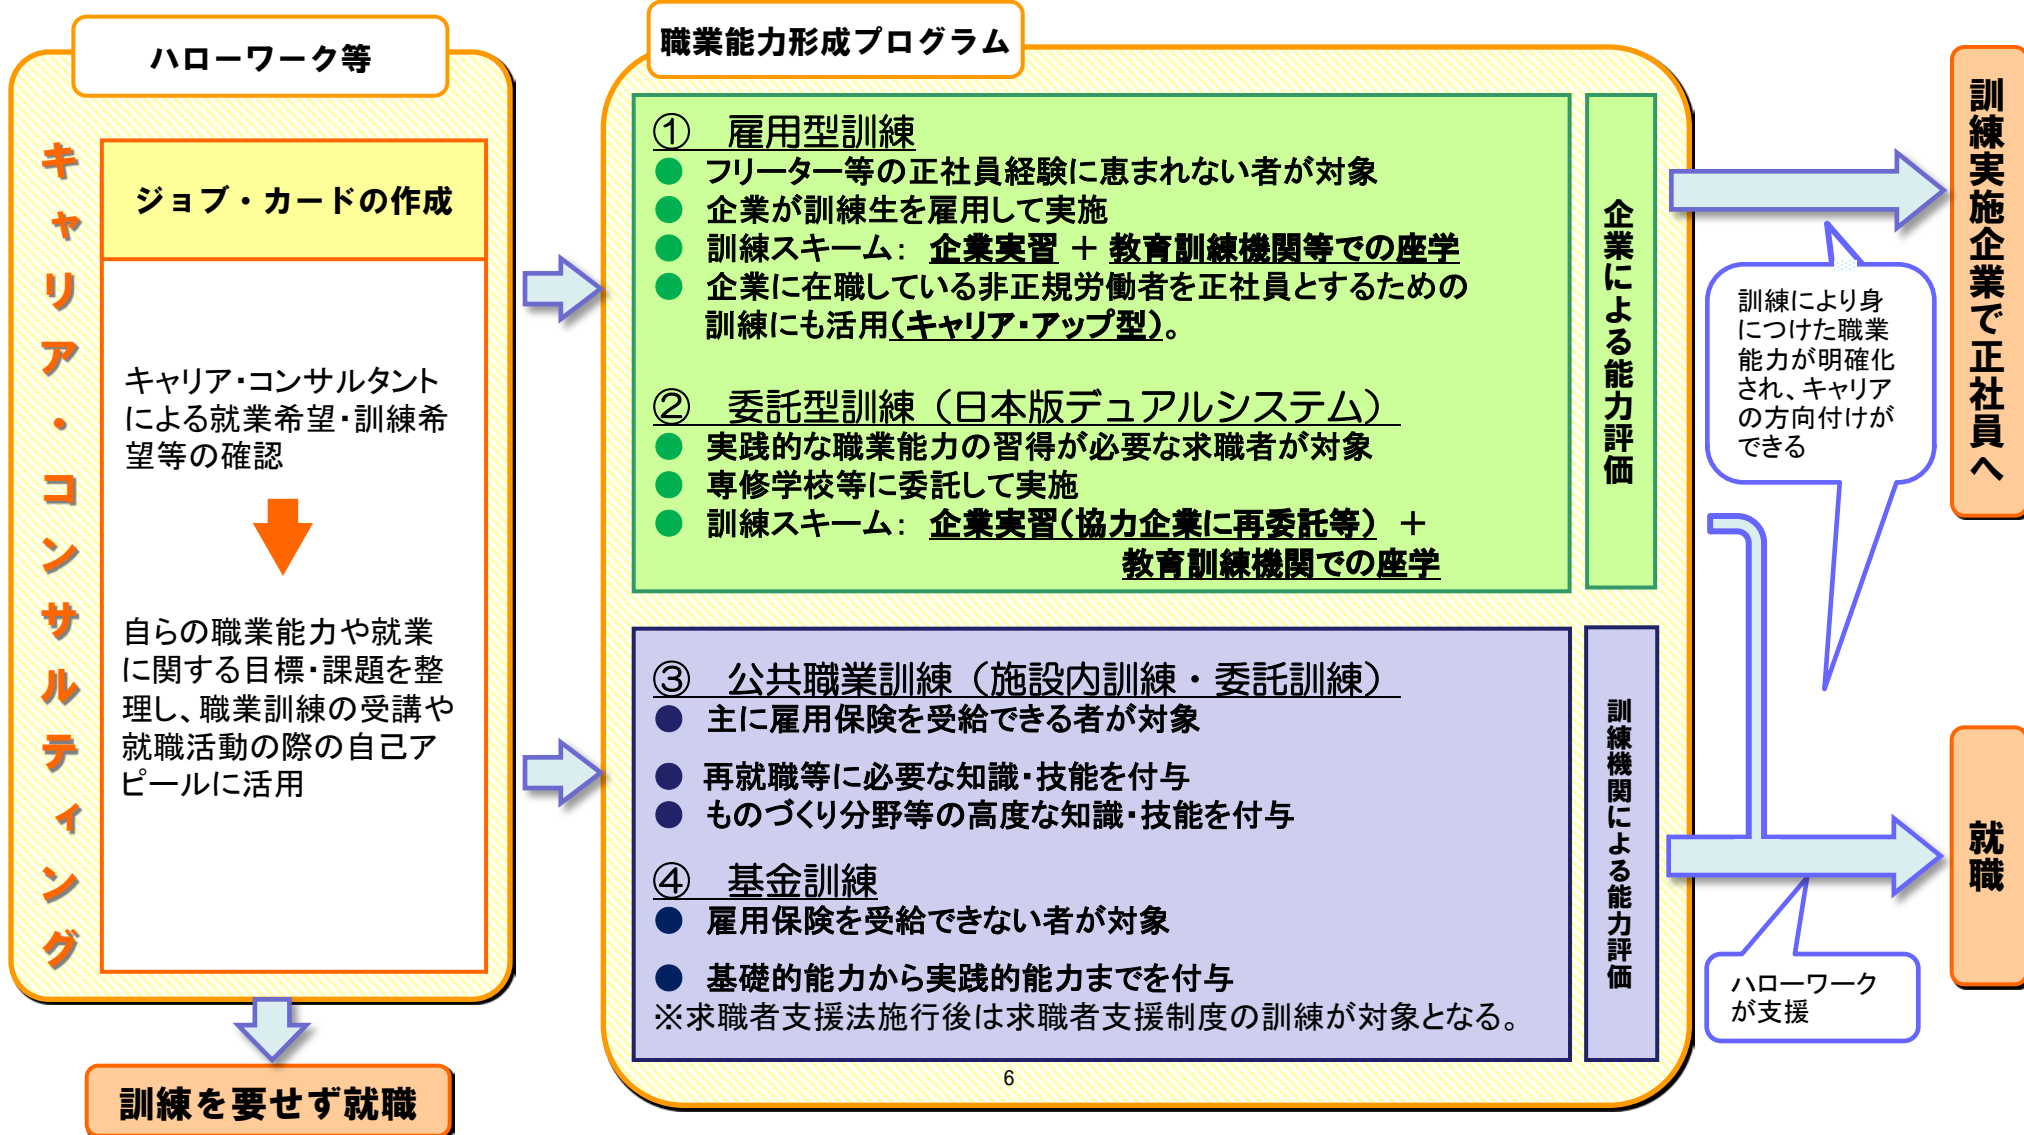 ハローワーク等
キャリア・コンサルティング
ジョブ・カードの作成
キャリア・コンサルタント
による就業希望・訓練希
望等の確認
自らの職業能力や就業
に関する目標・課題を整
理し、職業訓練の受講や
就職活動の際の自己ア
ピールに活用
訓練を要せず就職
職業能力形成プログラム
① 雇用型訓練
● フリーター等の正社員経験に恵まれない者が対象
● 企業が訓練生を雇用して実施
● 訓練スキーム： 企業実習 ＋ 教育訓練機関等での座学
● 企業に在職している非正規労働者を正社員とするための
訓練にも活用（キャリア・アップ型）。
② 委託型訓練（日本版デュアルシステム）
● 実践的な職業能力の習得が必要な求職者が対象
● 専修学校等に委託して実施
● 訓練スキーム： 企業実習（協力企業に再委託等） ＋
教育訓練機関での座学
企業による能力評価
③ 公共職業訓練（施設内訓練・委託訓練）
● 主に雇用保険を受給できる者が対象
● 再就職等に必要な知識・技能を付与
● ものづくり分野等の高度な知識・技能を付与
④ 基金訓練
● 雇用保険を受給できない者が対象
● 基礎的能力から実践的能力までを付与
※求職者支援法施行後は求職者支援制度の訓練が対象となる。
訓練機関による能力評価
6
訓練により身
につけた職業
能力が明確化
され、キャリア
の方向付けが
できる
ハローワーク
が支援
訓練実施企業で正社員へ
就職